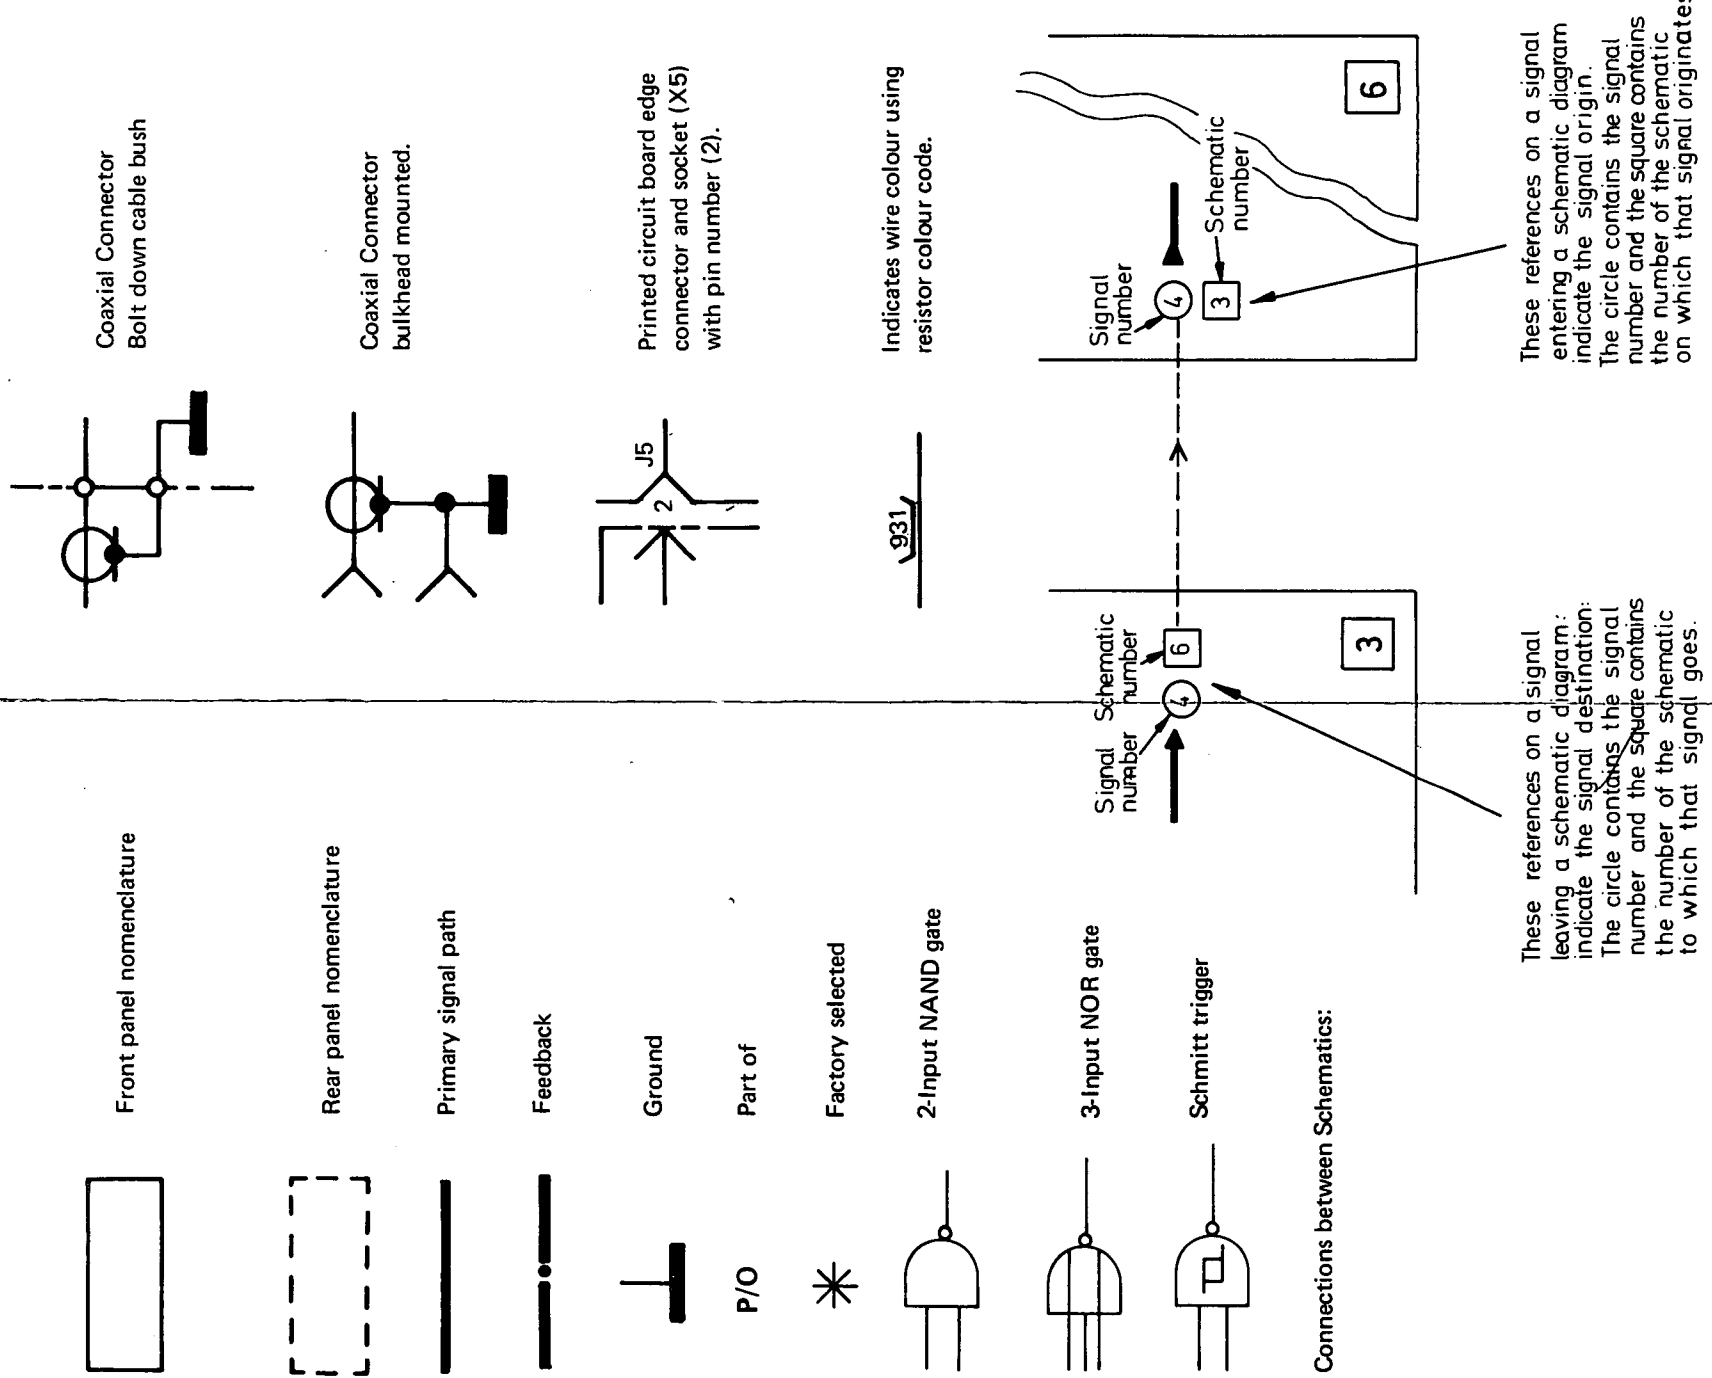 Front panel nomenclature
Rear panel nomenclature
Primary signal path
Feedback
Ground
P/O
Part of
Factory selected
2-Input NAND gate
3-Input NOR gate
Schmitt trigger
Coaxial Connector
Bolt down cable bush
Coaxial Connector
bulkhead mounted.
J5
2
Printed circuit board edge
connector and socket (X5)
with pin number (2).
931
Indicates wire colour using
resistor colour code.
Connections between Schematics:
Signal
number
Schematic
number
4
6
3
Signal
number
4
3
Schematic
number
6
These references on a signal
leaving a schematic diagram:
indicate the signal destination:
The circle contains the signal
number and the square contains
the number of the schematic
to which that signal goes.
These references on a signal
entering a schematic diagram
indicate the signal origin.
The circle contains the signal
number and the square contains
the number of the schematic
on which that signal originates